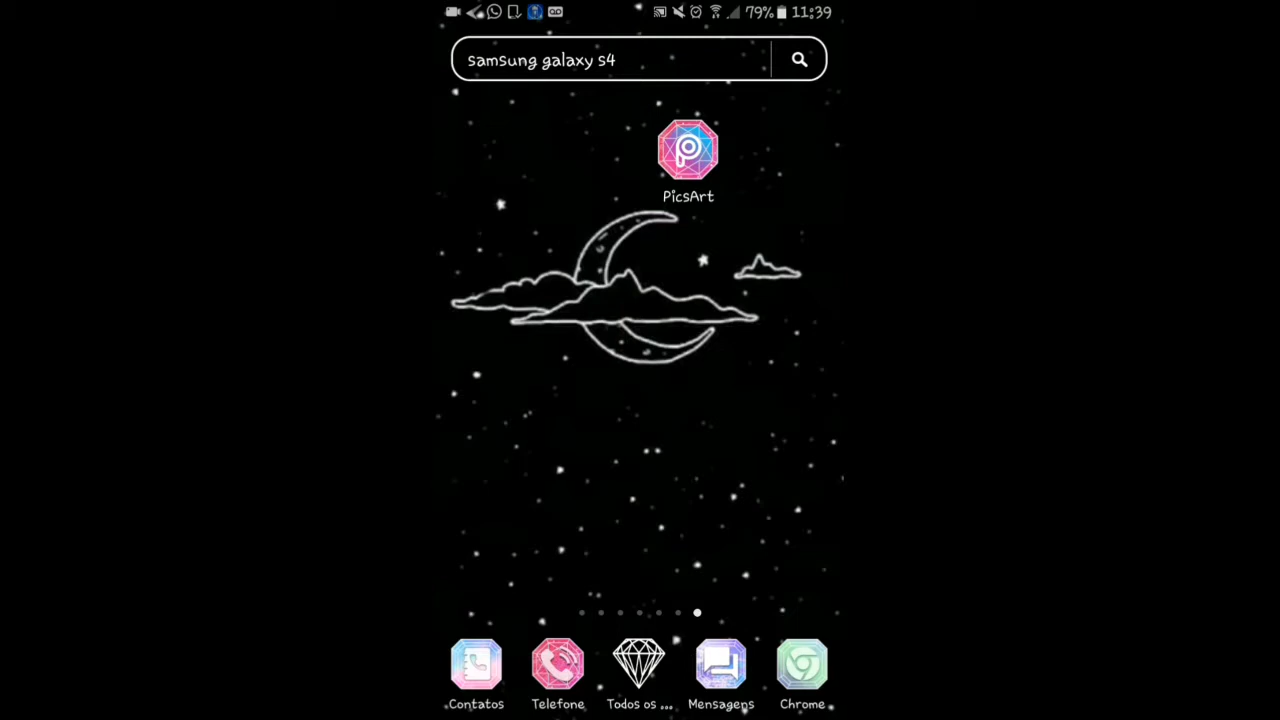 79% 11:39
samsung galaxy s4
PicsArt
Contatos Telefone Todos os ... Mensagens Chrome